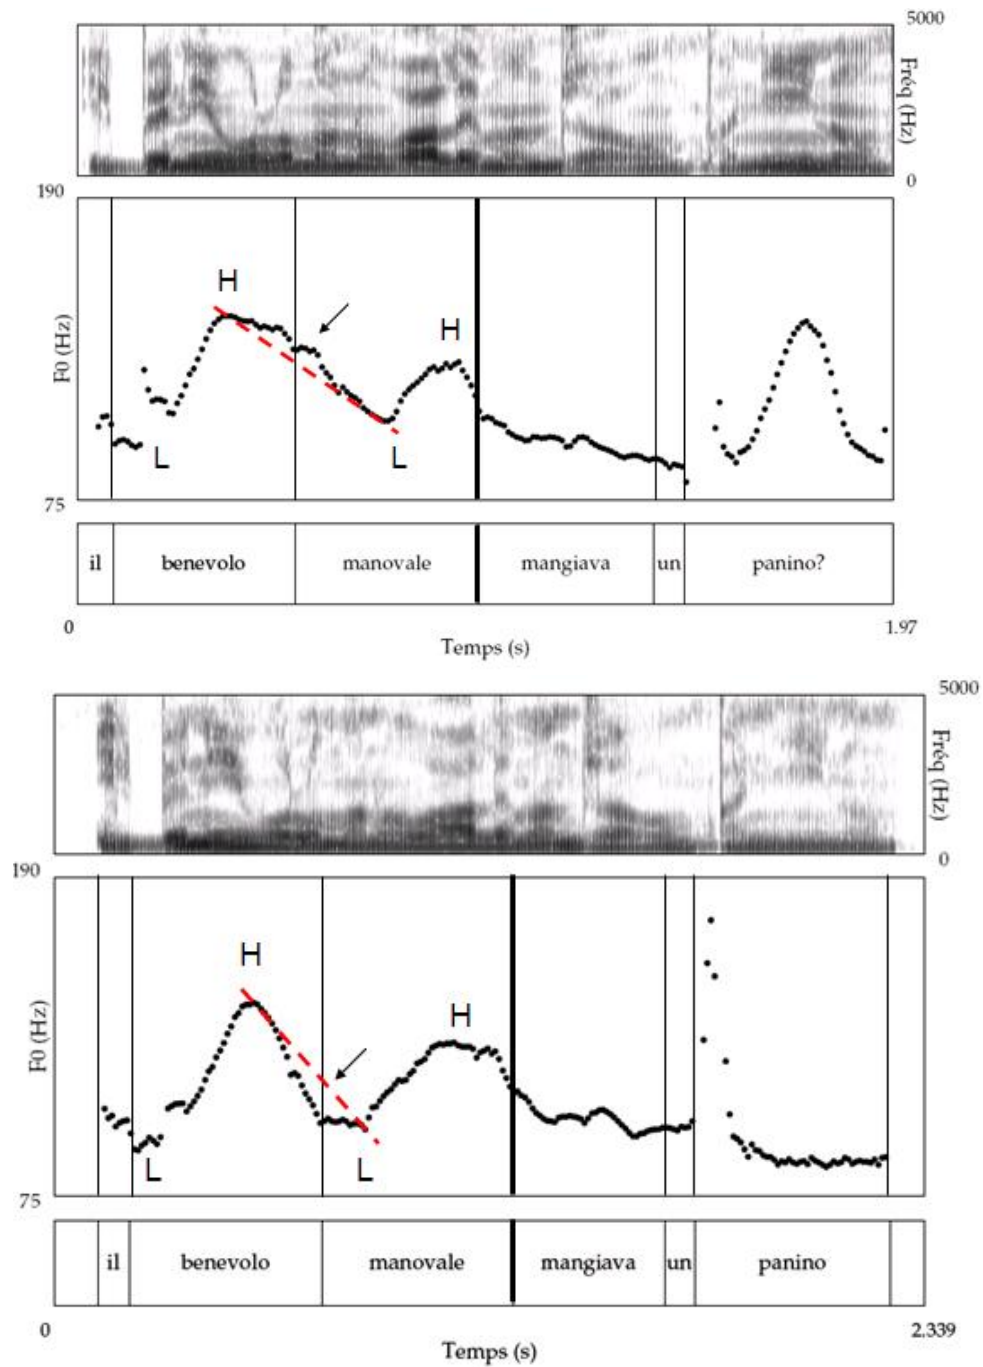 5000
Fréq (Hz)
0
190
F0 (Hz)
H
H
L
L
75
il benevolo manovale mangiava un panino?
0 1.97
Temps (s)
5000
Fréq (Hz)
0
190
F0 (Hz)
H
H
L
L
75
il benevolo manovale mangiava un panino
0 2.339
Temps (s)